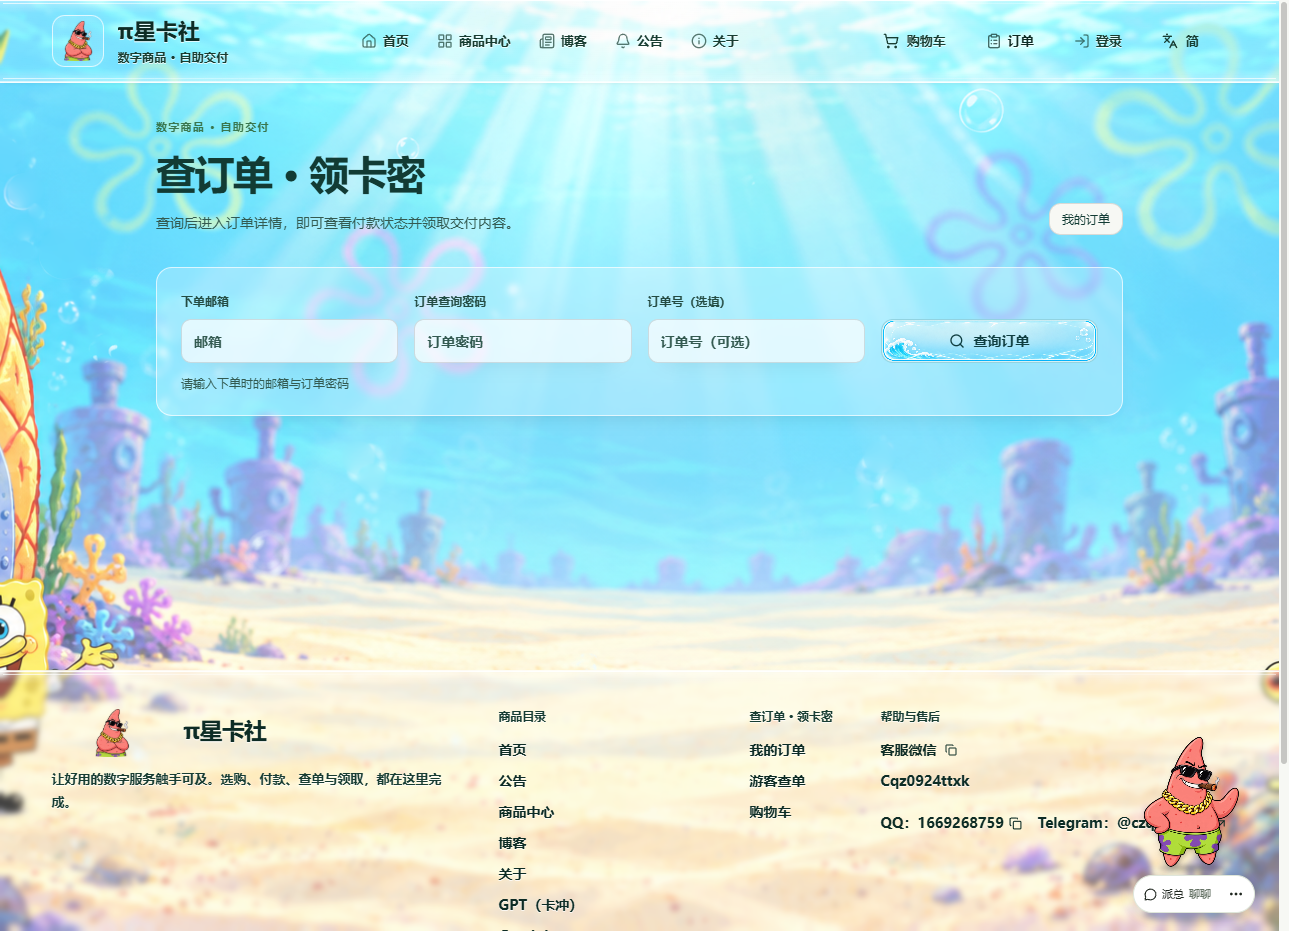 π星卡社
数字商品 • 自助交付
首页
商品中心
博客
公告
关于
购物车
订单
登录
简
数字商品 • 自助交付
查订单 • 领卡密
查询后进入订单详情，即可查看付款状态并领取交付内容。
我的订单
下单邮箱
订单查询密码
订单号（选填）
邮箱
订单密码
订单号（可选）
查询订单
请输入下单时的邮箱与订单密码
π星卡社
让好用的数字服务触手可及。选购、付款、查单与领取，都在这里完
成。
商品目录
首页
公告
商品中心
博客
关于
GPT（卡冲）
查订单 • 领卡密
我的订单
游客查单
购物车
帮助与售后
客服微信
Cqz0924ttxk
QQ：1669268759
Telegram：
派总 聊聊